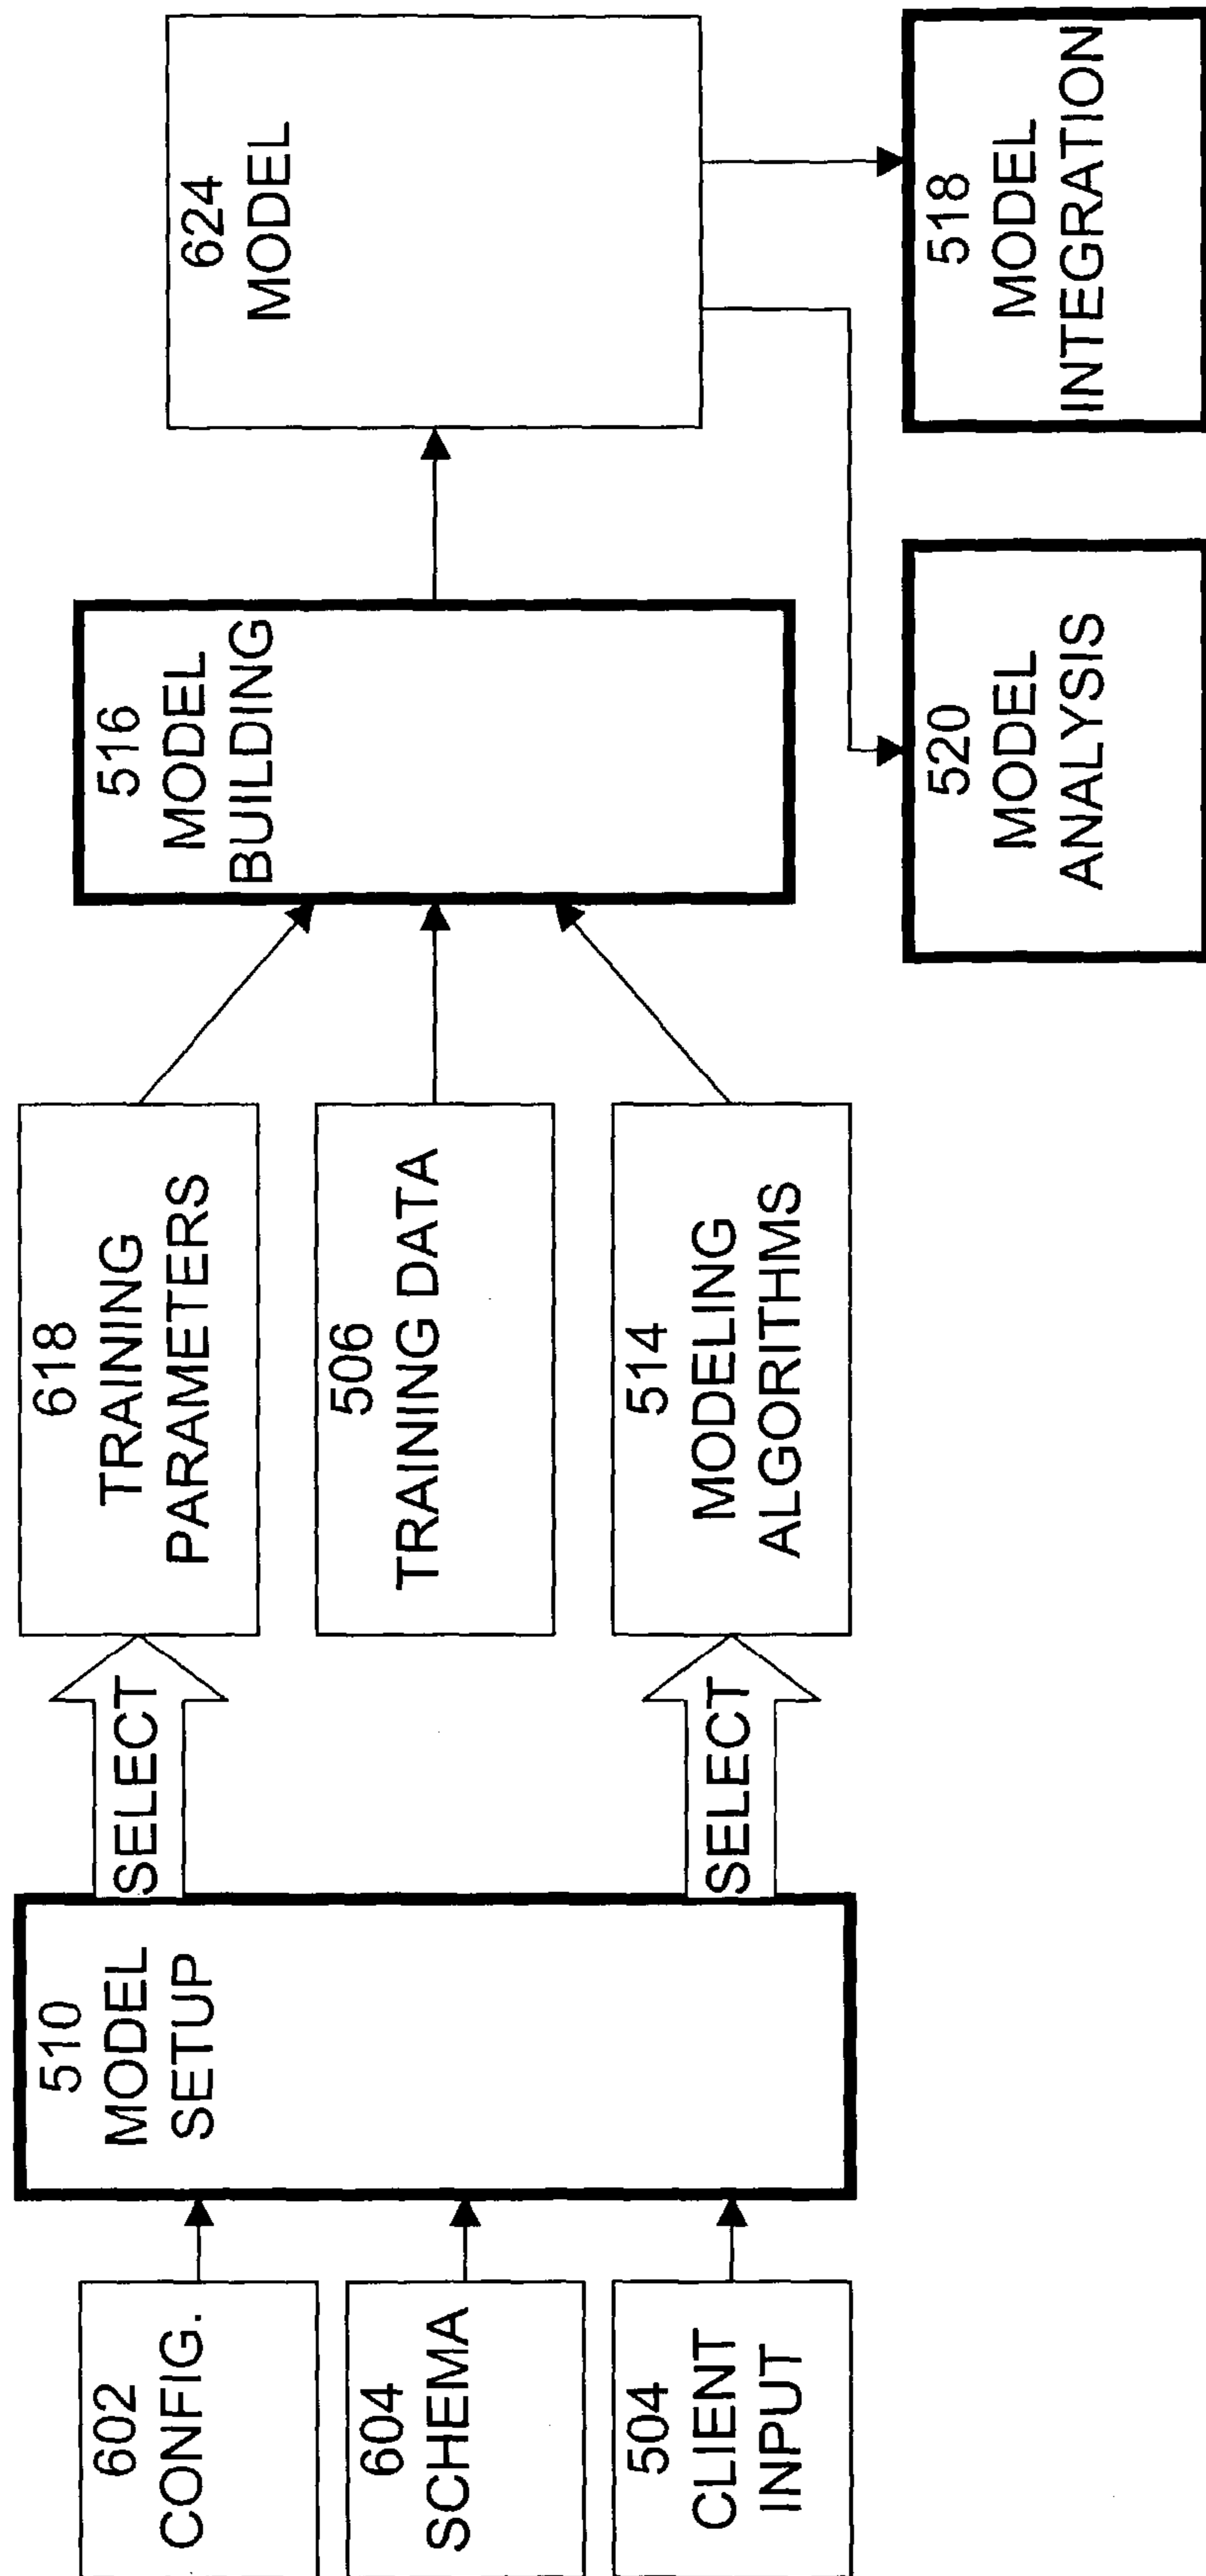 602
CONFIG.
604
SCHEMA
504
CLIENT
INPUT
510
MODEL
SETUP
SELECT
SELECT
618
TRAINING
PARAMETERS
506
TRAINING DATA
514
MODELING
ALGORITHMS
516
MODEL
BUILDING
624
MODEL
520
MODEL
ANALYSIS
518
MODEL
INTEGRATION